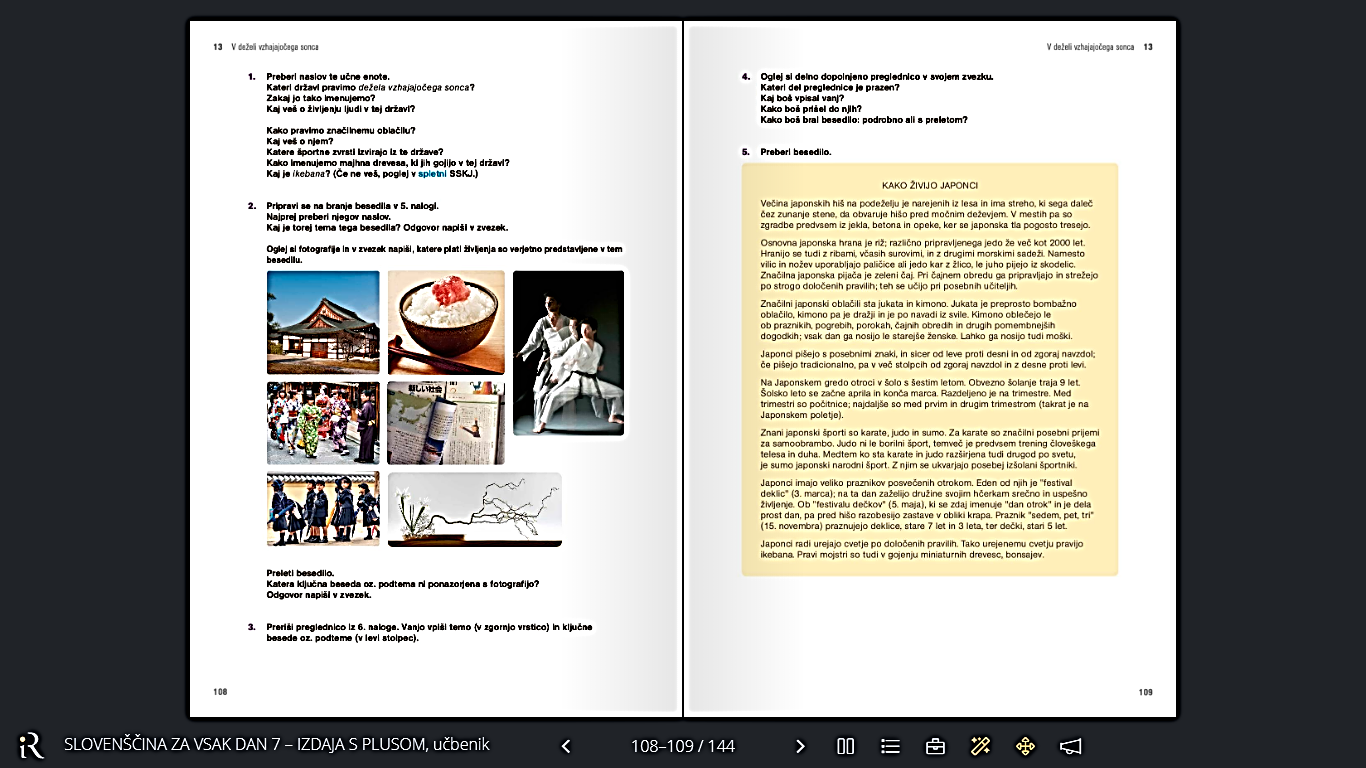 13 V deželi vzhajajočega sonca
1. Preberi naslov te učne enote.
Kateri državi pravimo dežela vzhajajočega sonca?
Zakaj jo tako imenujemo?
Kaj veš o življenju ljudi v tej državi?
Kako pravimo značilnemu oblačilu?
Kaj veš o njem?
Katere športne zvrsti izvirajo iz te države?
Kako imenujemo majhna drevesa, ki jih gojijo v tej državi?
Kaj je ikebana? (Če ne veš, poglej v spletni SSKJ.)
2. Pripravi se na branje besedila v 5. nalogi.
Najprej preberi njegov naslov.
Kaj je torej tema tega besedila? Odgovor napiši v zvezek.
Oglej si fotografije in v zvezek napiši, katere plati življenja so verjetno predstavljene v tem
besedilu.
Preleti besedilo.
Katera ključna beseda oz. podtema ni ponazorjena s fotografijo?
Odgovor napiši v zvezek.
3. Preriši preglednico iz 6. naloge. Vanjo vpiši temo (v zgornjo vrstico) in ključne
besede oz. podteme (v levi stolpec).
108
V deželi vzhajajočega sonca 13
4. Oglej si delno dopolnjeno preglednico v svojem zvezku.
Kateri del preglednice je prazen?
Kaj boš vpisal vanj?
Kako boš prišel do njih?
Kako boš bral besedilo: podrobno ali s preletom?
5. Preberi besedilo.
KAKO ŽIVIJO JAPONCI
Večina japonskih hiš na podeželju je narejenih iz lesa in ima streho, ki sega daleč
čez zunanje stene, da obvaruje hišo pred močnim deževjem. V mestih pa so
zgradbe predvsem iz jekla, betona in opeke, ker se japonska tla pogosto tresejo.
Osnovna japonska hrana je riž; različno pripravljenega jedo že več kot 2000 let.
Hranijo se tudi z ribami, včasih surovimi, in z drugimi morskimi sadeži. Namesto
vilic in nožev uporabljajo paličice ali jedo kar z žlico, le juho pijejo iz skodelic.
Značilna japonska pijača je zeleni čaj. Pri čajnem obredu ga pripravljajo in strežejo
po strogo določenih pravilih; teh se učijo pri posebnih učiteljih.
Značilni japonski oblačili sta jukata in kimono. Jukata je preprosto bombažno
oblačilo, kimono pa je dražji in je po navadi iz svile. Kimono oblečejo le
ob praznikih, pogrebih, porokah, čajnih obredih in drugih pomembnejših
dogodkih; vsak dan ga nosijo le starejše ženske. Lahko ga nosijo tudi moški.
Japonci pišejo s posebnimi znaki, in sicer od leve proti desni in od zgoraj navzdol;
če pišejo tradicionalno, pa v več stolpcih od zgoraj navzdol in z desne proti levi.
Na Japonskem gredo otroci v šolo s šestim letom. Obvezno šolanje traja 9 let.
Šolsko leto se začne aprila in konča marca. Razdeljeno je na trimestre. Med
trimestri so počitnice; najdaljše so med prvim in drugim trimestrom (takrat je na
Japonskem poletje).
Znani japonski športi so karate, judo in sumo. Za karate so značilni posebni prijemi
za samoobrambo. Judo ni le borilni šport, temveč je predvsem trening človeškega
telesa in duha. Medtem ko sta karate in judo razširjena tudi drugod po svetu,
je sumo japonski narodni šport. Z njim se ukvarjajo posebej izšolani športniki.
Japonci imajo veliko praznikov posvečenih otrokom. Eden od njih je "festival
deklic" (3. marca); na ta dan zaželijo družine svojim hčerkam srečno in uspešno
življenje. Ob "festivalu dečkov" (5. maja), ki se zdaj imenuje "dan otrok" in je dela
prost dan, pa pred hišo razobesijo zastave v obliki krapa. Praznik "sedem, pet, tri"
(15. novembra) praznujejo deklice, stare 7 let in 3 leta, ter dečki, stari 5 let.
Japonci radi urejajo cvetje po določenih pravilih. Tako urejenemu cvetju pravijo
ikebana. Pravi mojstri so tudi v gojenju miniaturnih drevesc, bonsajev.
109
iR SLOVENŠČINA ZA VSAK DAN 7 – IZDAJA S PLUSOM, učbenik 108–109 / 144